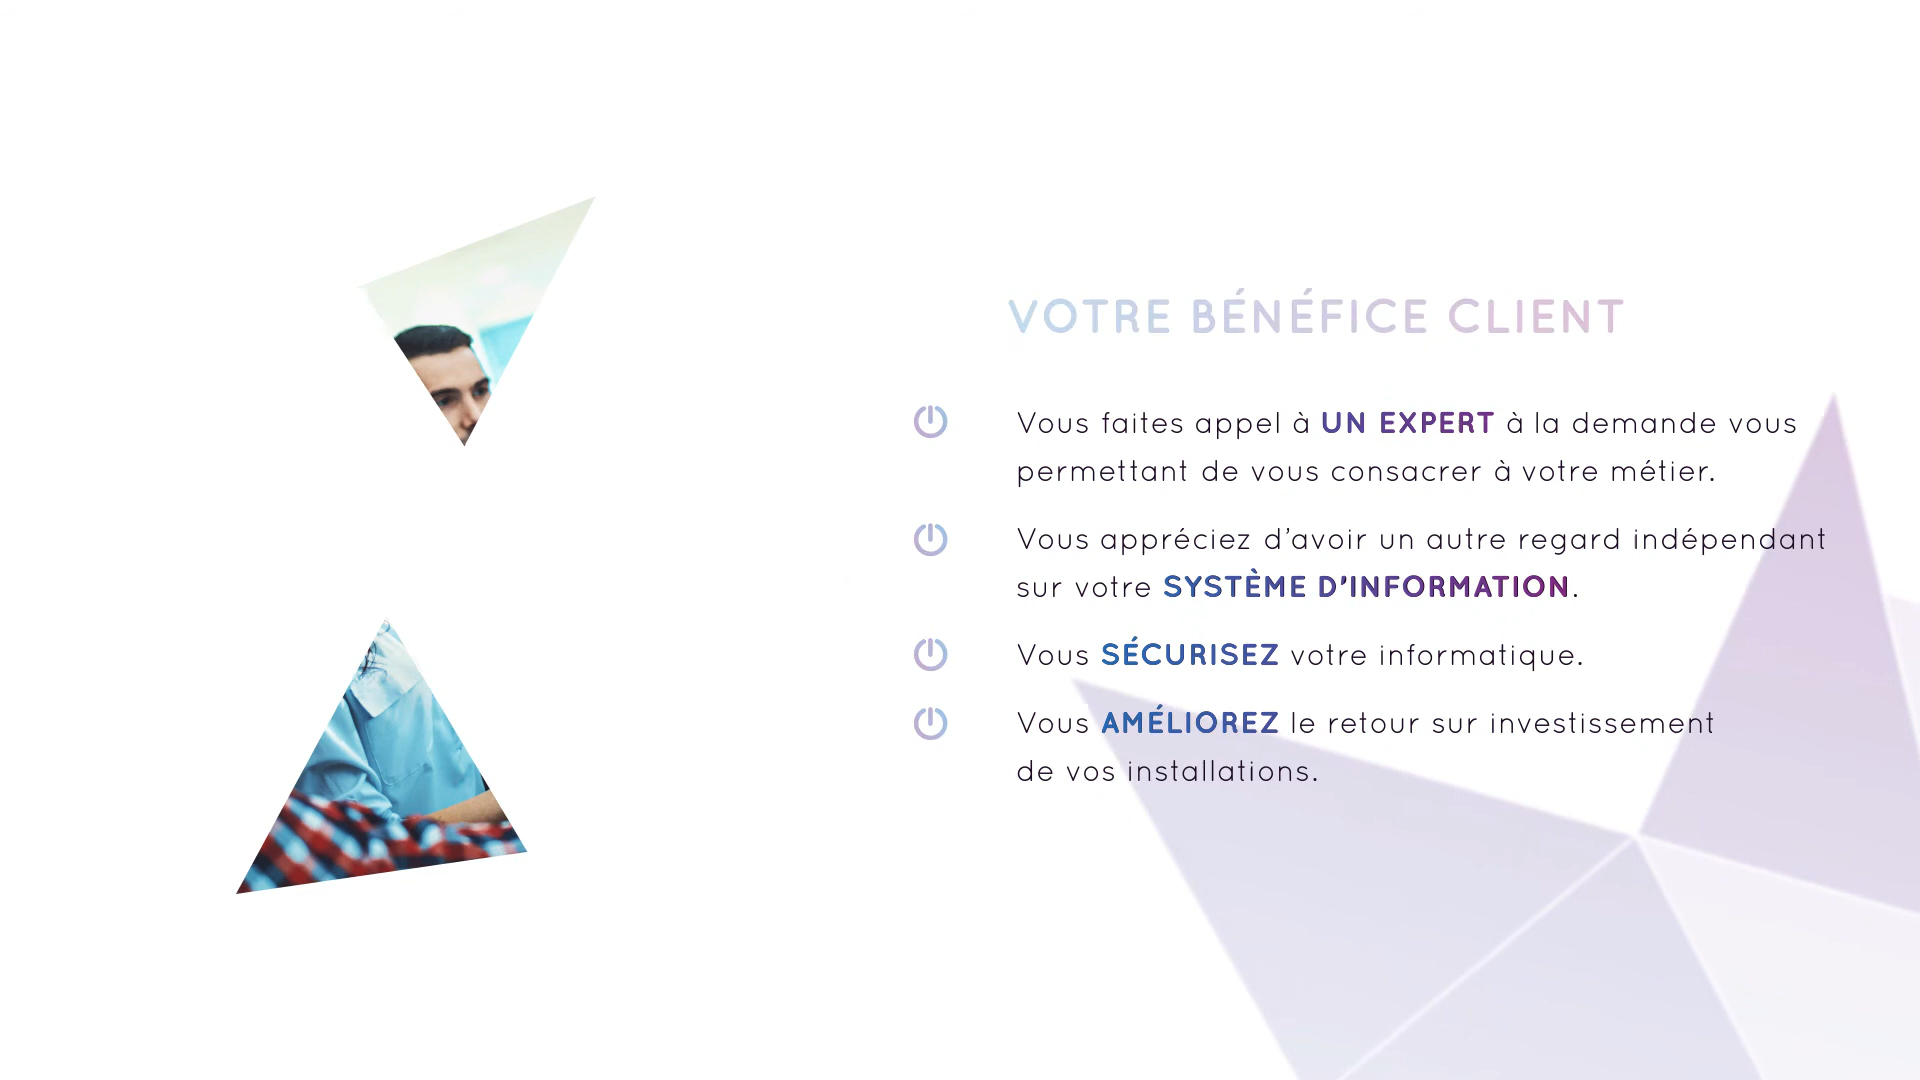 VOTRE BÉNÉFICE CLIENT
Vous faites appel à UN EXPERT à la demande vous
permettant de vous consacrer à votre métier.
Vous appréciez d’avoir un autre regard indépendant
sur votre SYSTÈME D’INFORMATION.
Vous SÉCURISEZ votre informatique.
Vous AMÉLIOREZ le retour sur investissement
de vos installations.